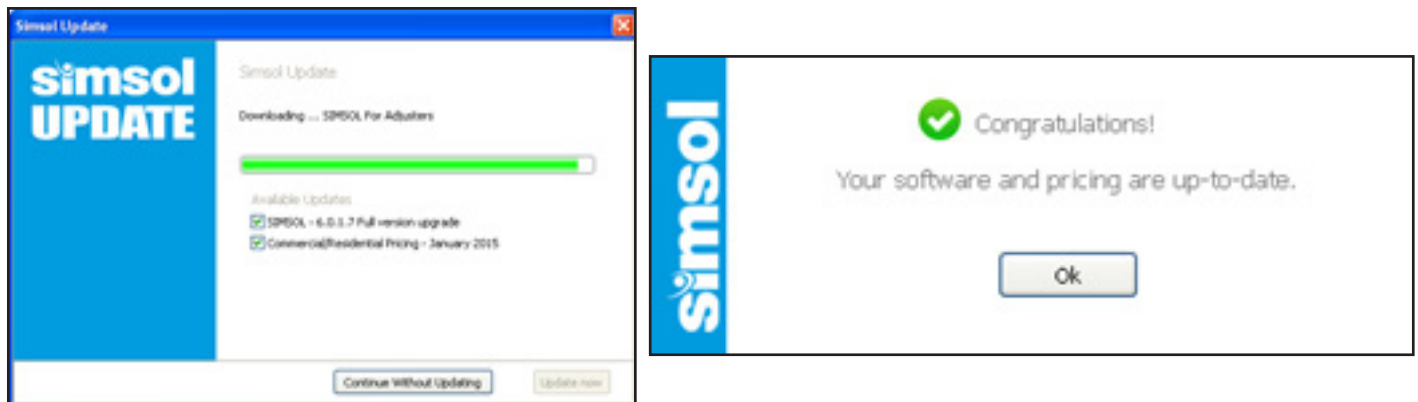 Simsol Update
simsol
UPDATE
Simsol Update
Downloading ... SIMSOL For Adjusters
Available Updates
SIMSOL - 6.0.1.7 Full version upgrade
Commercial/Residential Pricing - January 2015
Continue Without Updating
Update now
simsol
Congratulations!
Your software and pricing are up-to-date.
Ok